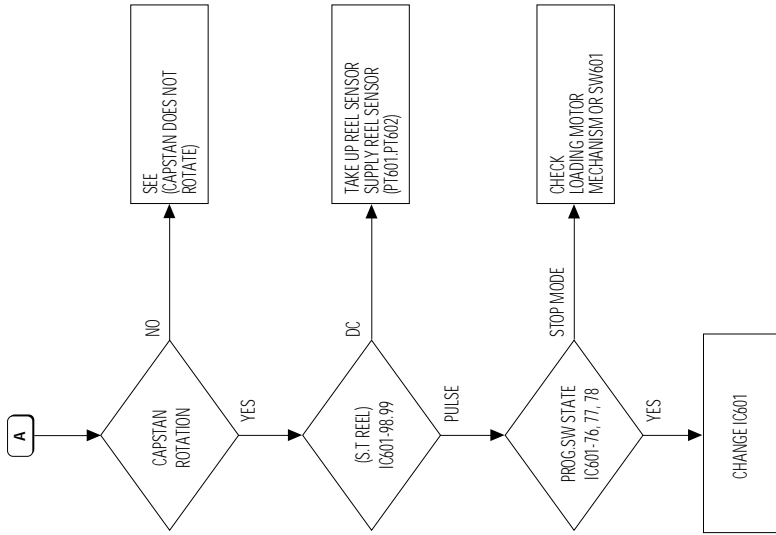 A
CAPSTAN
ROTATION
NO
SEE
(CAPSTAN DOES NOT
ROTATE)
YES
(S.T REEL)
IC601-98.99
DC
TAKE UP REEL SENSOR
SUPPLY REEL SENSOR
(PT601.PT602)
PULSE
PROG.SW STATE
IC601-76, 77, 78
STOP MODE
CHECK
LOADING MOTOR
MECHANISM OR SW601
YES
CHANGE IC601